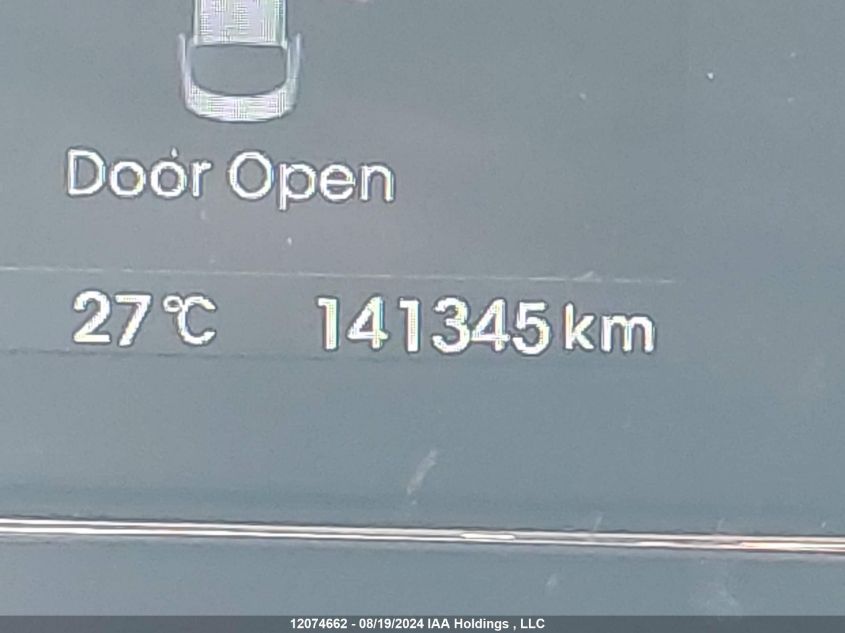 Door Open
27°C 141345 km
12074662 - 08/19/2024 IAA Holdings , LLC